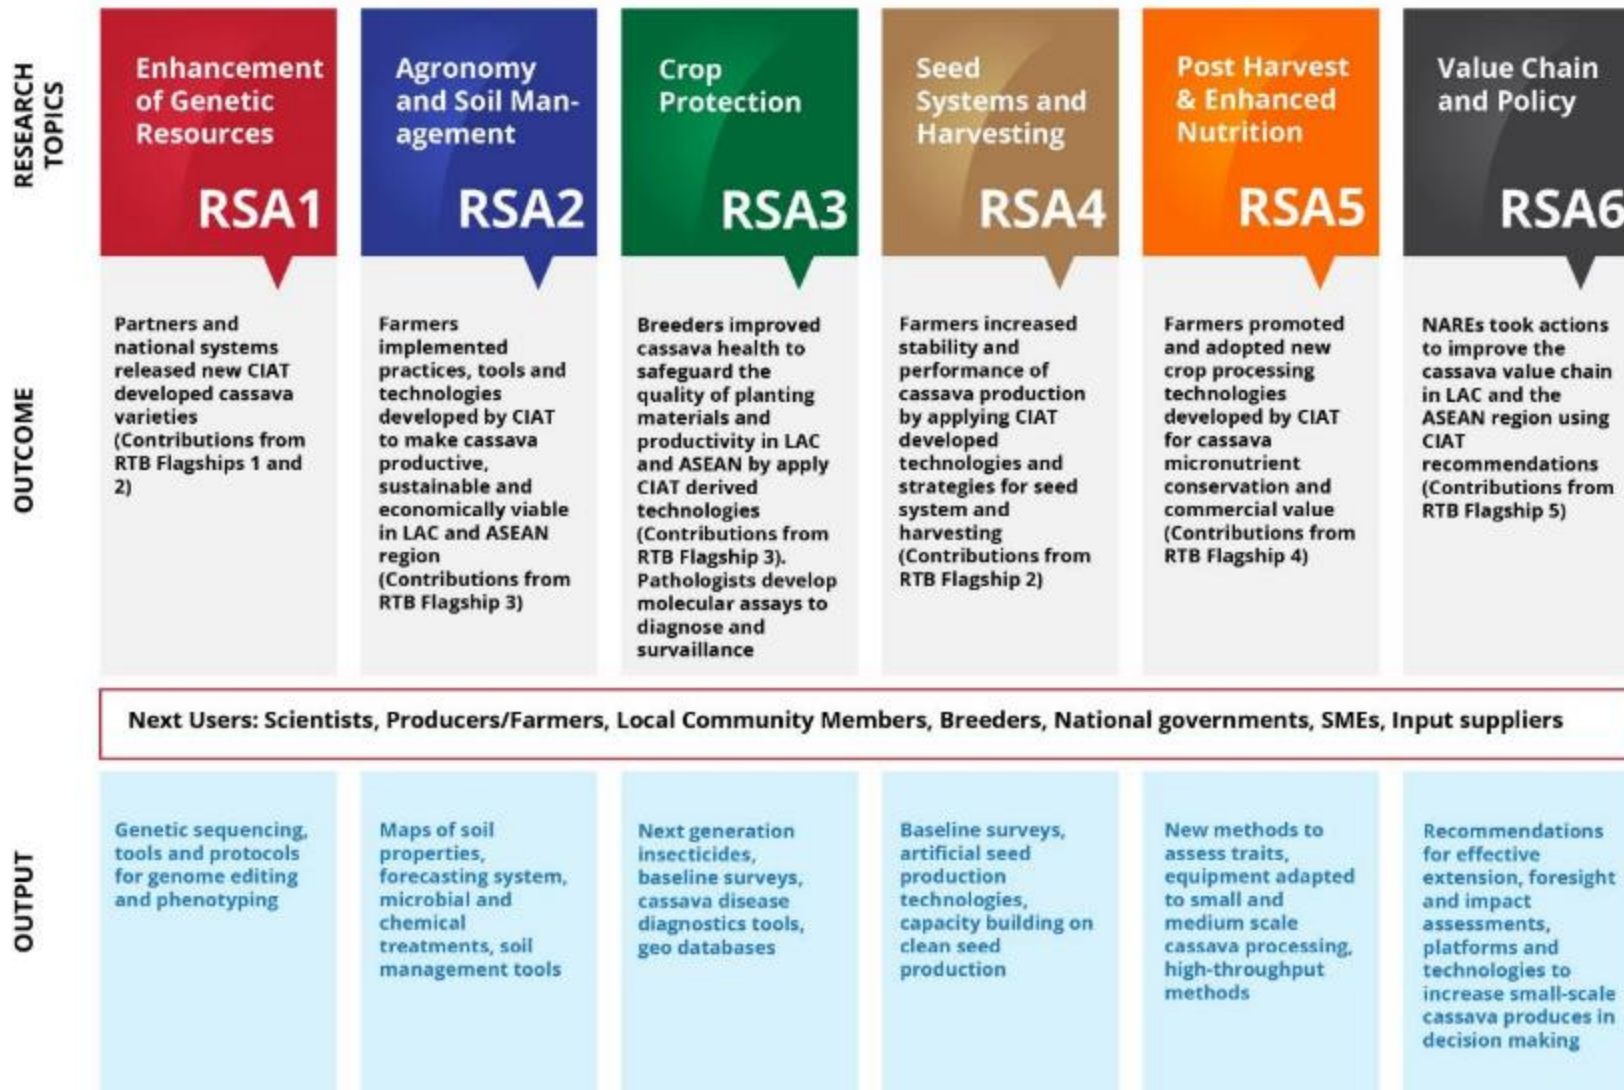 RESEARCH
TOPICS
Enhancement
of Genetic
Resources
RSA1
Agronomy
and Soil Man-
agement
RSA2
Crop
Protection
RSA3
Seed
Systems and
Harvesting
RSA4
Post Harvest
& Enhanced
Nutrition
RSA5
Value Chain
and Policy
RSA6
OUTCOME
Partners and
national systems
released new CIAT
developed cassava
varieties
(Contributions from
RTB Flagships 1 and
2)
Farmers
implemented
practices, tools and
technologies
developed by CIAT
to make cassava
productive,
sustainable and
economically viable
in LAC and ASEAN
region
(Contributions from
RTB Flagship 3)
Breeders improved
cassava health to
safeguard the
quality of planting
materials and
productivity in LAC
and ASEAN by apply
CIAT derived
technologies
(Contributions from
RTB Flagship 3).
Pathologists develop
molecular assays to
diagnose and
survaillance
Farmers increased
stability and
performance of
cassava production
by applying CIAT
developed
technologies and
strategies for seed
system and
harvesting
(Contributions from
RTB Flagship 2)
Farmers promoted
and adopted new
crop processing
technologies
developed by CIAT
for cassava
micronutrient
conservation and
commercial value
(Contributions from
RTB Flagship 4)
NAREs took actions
to improve the
cassava value chain
in LAC and the
ASEAN region using
CIAT
recommendations
(Contributions from
RTB Flagship 5)
Next Users: Scientists, Producers/Farmers, Local Community Members, Breeders, National governments, SMEs, Input suppliers
OUTPUT
Genetic sequencing,
tools and protocols
for genome editing
and phenotyping
Maps of soil
properties,
forecasting system,
microbial and
chemical
treatments, soil
management tools
Next generation
insecticides,
baseline surveys,
cassava disease
diagnostics tools,
geo databases
Baseline surveys,
artificial seed
production
technologies,
capacity building on
clean seed
production
New methods to
assess traits,
equipment adapted
to small and
medium scale
cassava processing,
high-throughput
methods
Recommendations
for effective
extension, foresight
and impact
assessments,
platforms and
technologies to
increase small-scale
cassava produces in
decision making